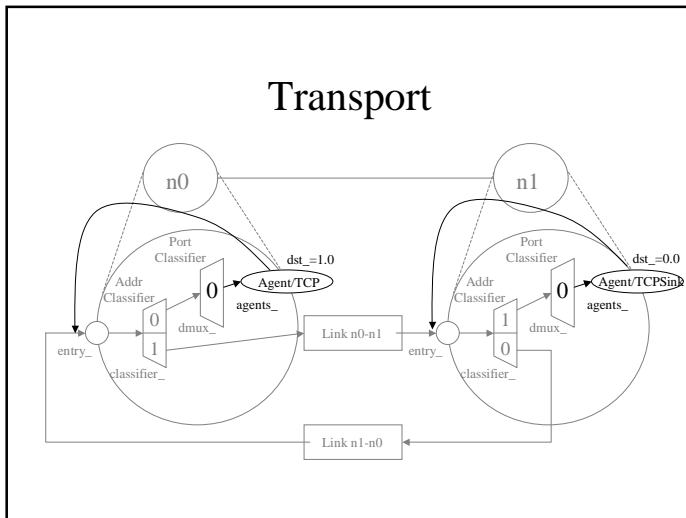 Transport
n0
n1
Port
Classifier
dst_=1.0
Addr
Classifier
0
Agent/TCP
agents_
0
1
dmux_
entry_
classifier_
Link n0-n1
Port
Classifier
dst_=0.0
Addr
Classifier
0
Agent/TCPSink
agents_
1
0
dmux_
entry_
classifier_
Link n1-n0